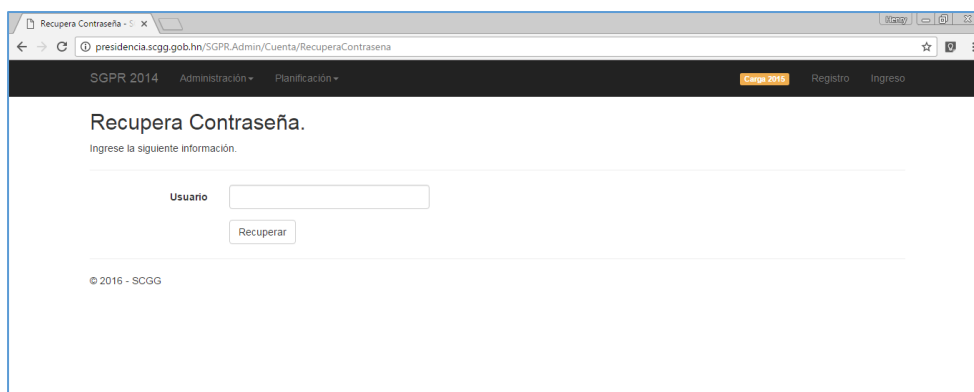 Recupera Contraseña - S
Henry
presidencia.scgg.gob.hn/SGPR.Admin/Cuenta/RecuperaContrasena
SGPR 2014 Administración Planificación Carga 2015 Registro Ingreso
Recupera Contraseña.
Ingrese la siguiente información.
Usuario
Recuperar
© 2016 - SCGG